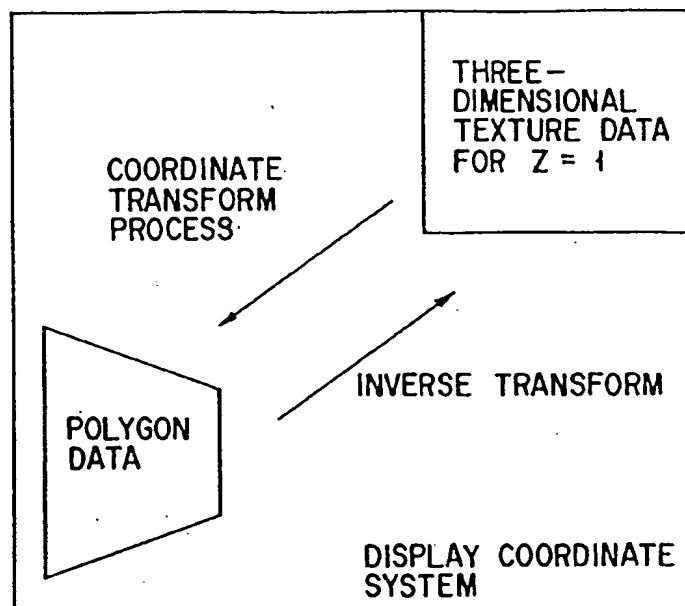 THREE-
DIMENSIONAL
TEXTURE DATA
FOR Z = 1
COORDINATE
TRANSFORM
PROCESS
INVERSE TRANSFORM
POLYGON
DATA
DISPLAY COORDINATE
SYSTEM